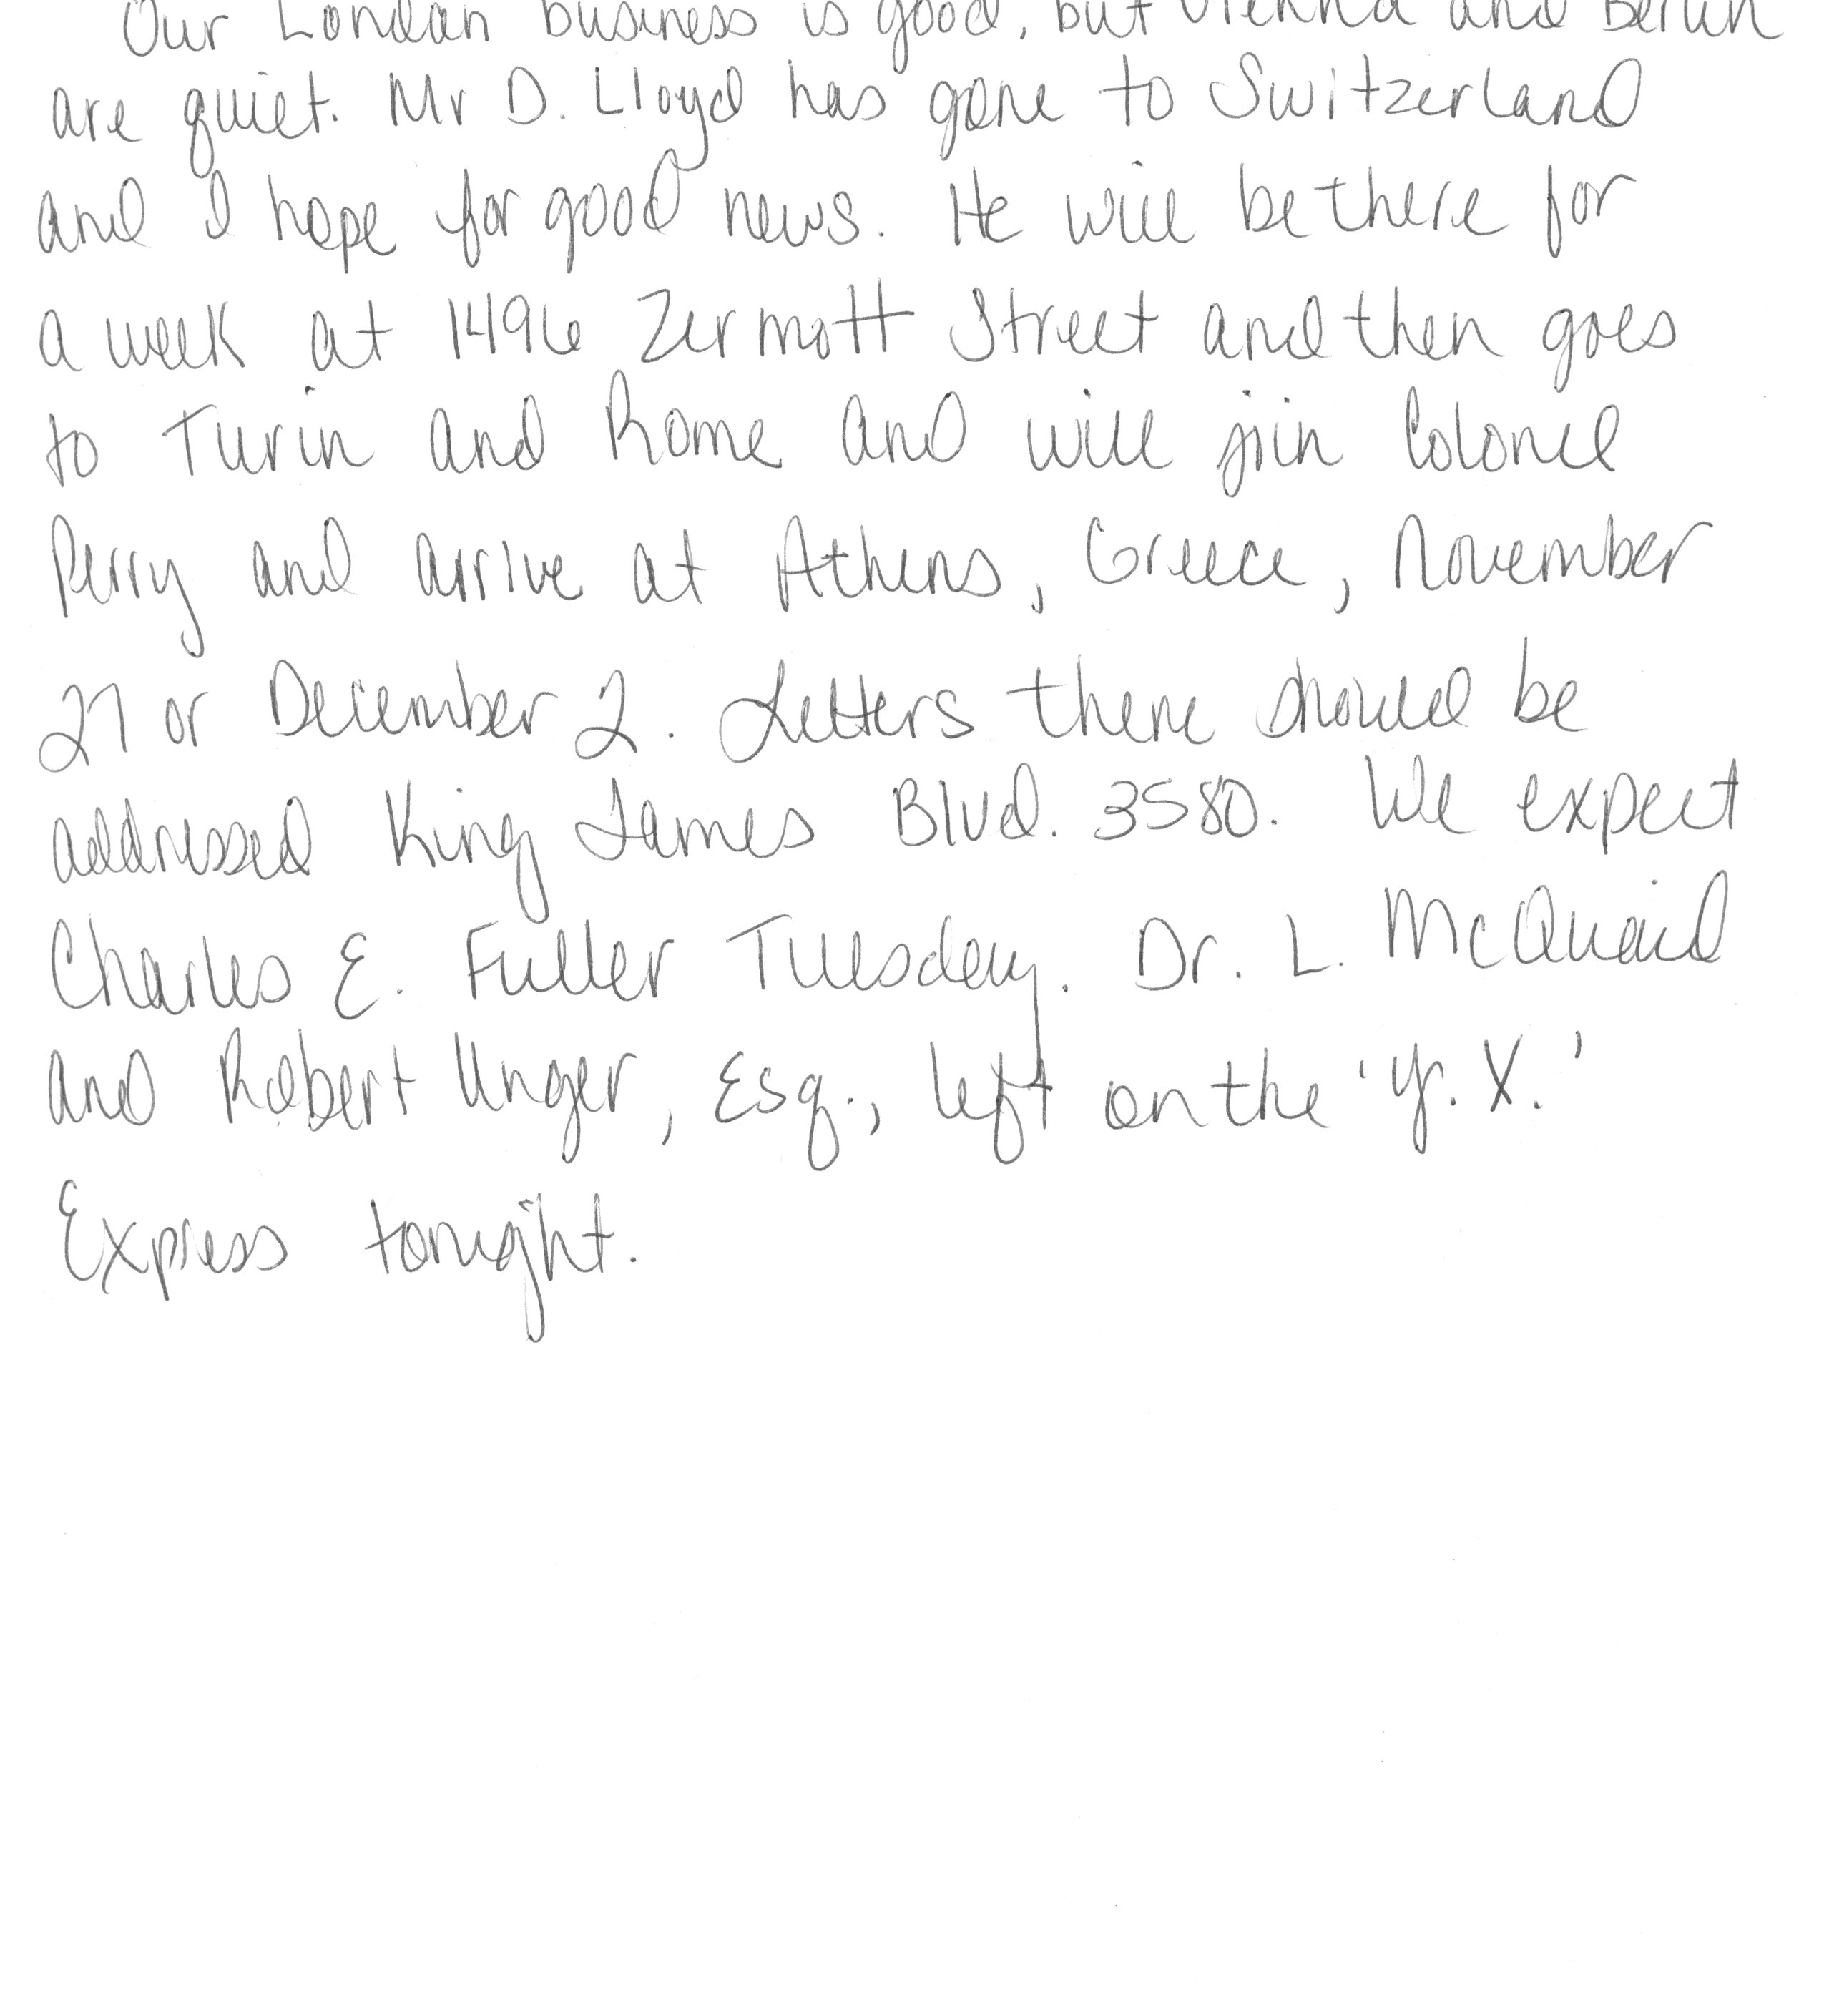 Our London business is good, but Vienna and Berlin
are quiet. Mr D. Lloyd has gone to Switzerland
and I hope for good news. He will be there for
a week at 1496 Zermott Street and then goes
to Turin and Rome and will join Colonel
Perry and arrive at Athens, Greece, November
27 or December 2. Letters there should be
addressed King James Blvd. 3580. We expect
Charles E. Fuller Tuesday. Dr. L. McQuaid
and Robert Unger, Esq., left on the 'Y. X.'
Express tonight.